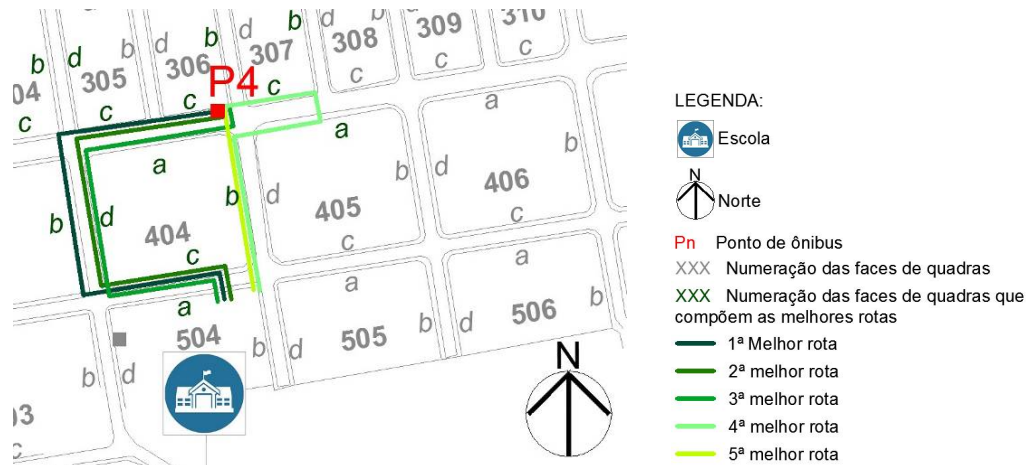 b
d
b
d
b
d
b
d
b
d
04
305
306
307
308
309
310
c
c
c
c
c
c
P4
a
b
d
404
b
c
a
d
405
b
c
a
d
406
b
c
a
504
b
d
b
a
d
505
b
a
d
506
b
03
c
N
LEGENDA:
Escola
N
Norte
Pn Ponto de ônibus
XXX Numeração das faces de quadras
XXX Numeração das faces de quadras que
compõem as melhores rotas
1ª Melhor rota
2ª melhor rota
3ª melhor rota
4ª melhor rota
5ª melhor rota